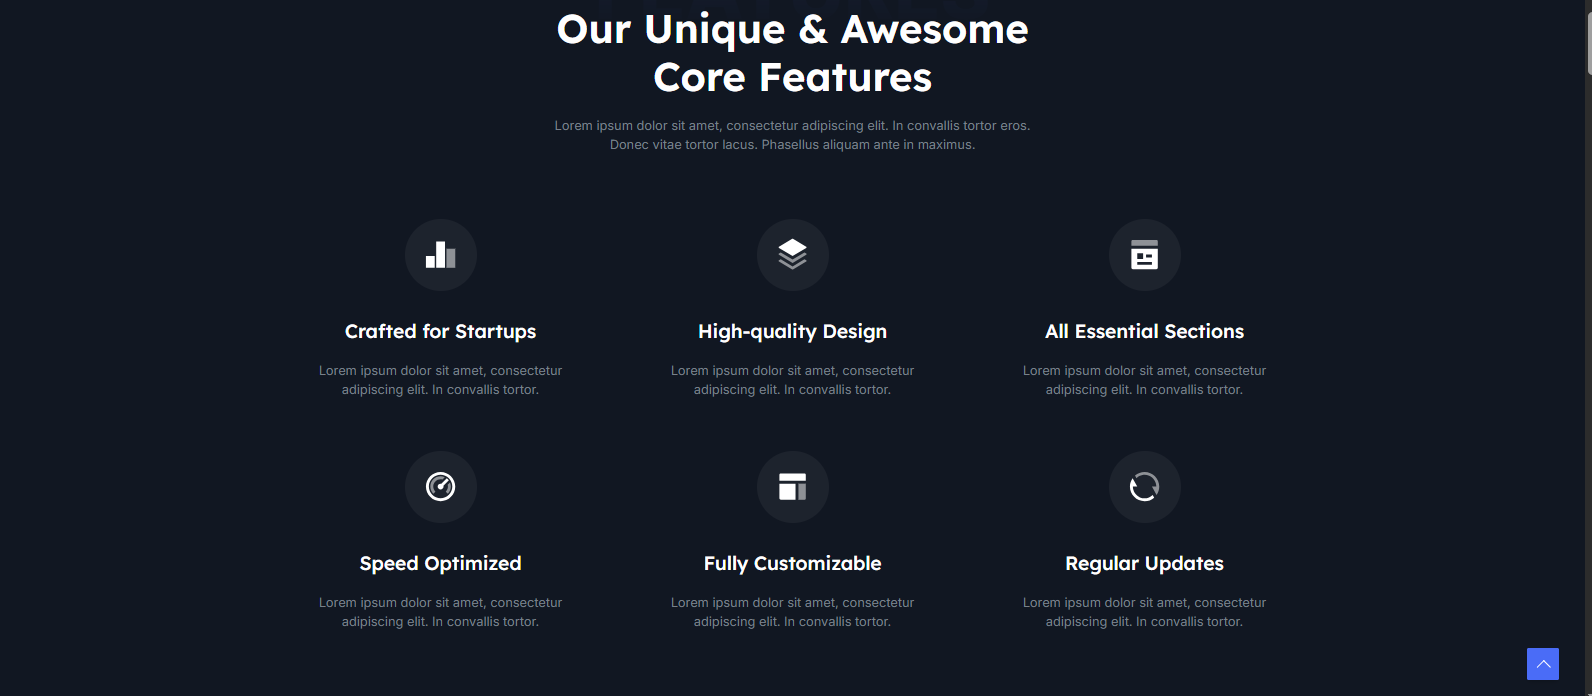 Our Unique & Awesome
Core Features
Lorem ipsum dolor sit amet, consectetur adipiscing elit. In convallis tortor eros.
Donec vitae tortor lacus. Phasellus aliquam ante in maximus.
Crafted for Startups
Lorem ipsum dolor sit amet, consectetur
adipiscing elit. In convallis tortor.
High-quality Design
Lorem ipsum dolor sit amet, consectetur
adipiscing elit. In convallis tortor.
All Essential Sections
Lorem ipsum dolor sit amet, consectetur
adipiscing elit. In convallis tortor.
Speed Optimized
Lorem ipsum dolor sit amet, consectetur
adipiscing elit. In convallis tortor.
Fully Customizable
Lorem ipsum dolor sit amet, consectetur
adipiscing elit. In convallis tortor.
Regular Updates
Lorem ipsum dolor sit amet, consectetur
adipiscing elit. In convallis tortor.